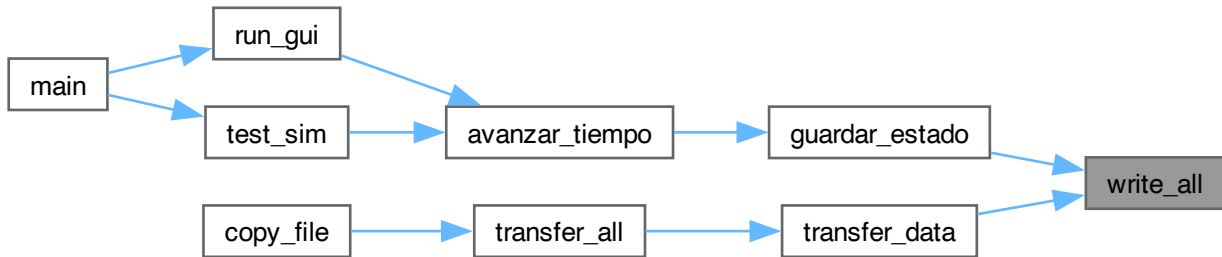 run_gui
main
test_sim
avanzar_tiempo
guardar_estado
write_all
copy_file
transfer_all
transfer_data